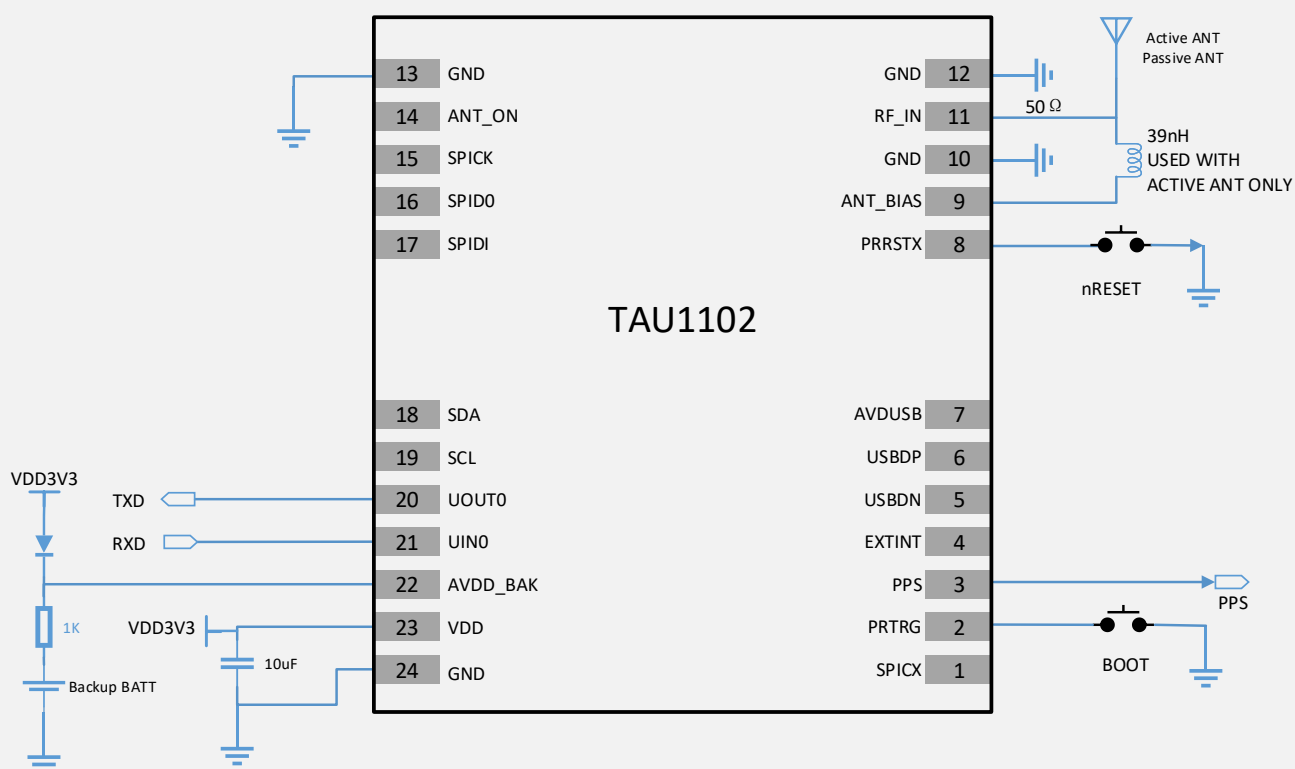 Active ANT
Passive ANT
13 GND
GND 12
14 ANT_ON
50 Ω
RF_IN 11
15 SPICK
GND 10
39nH
USED WITH
ACTIVE ANT ONLY
16 SPID0
ANT_BIAS 9
17 SPIDI
PRRSTX 8
nRESET
TAU1102
18 SDA
AVDUSB 7
19 SCL
USBDP 6
VDD3V3
TXD
20 UOUT0
USBDN 5
RXD
21 UIN0
EXTINT 4
22 AVDD_BAK
PPS 3
PPS
1K
VDD3V3
23 VDD
PRTRG 2
BOOT
10uF
24 GND
SPICX 1
Backup BATT